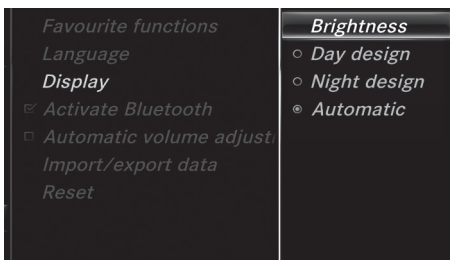 Favourite functions
Language
Display
Activate Bluetooth
Automatic volume adjust
Import/export data
Reset
Brightness
Day design
Night design
Automatic